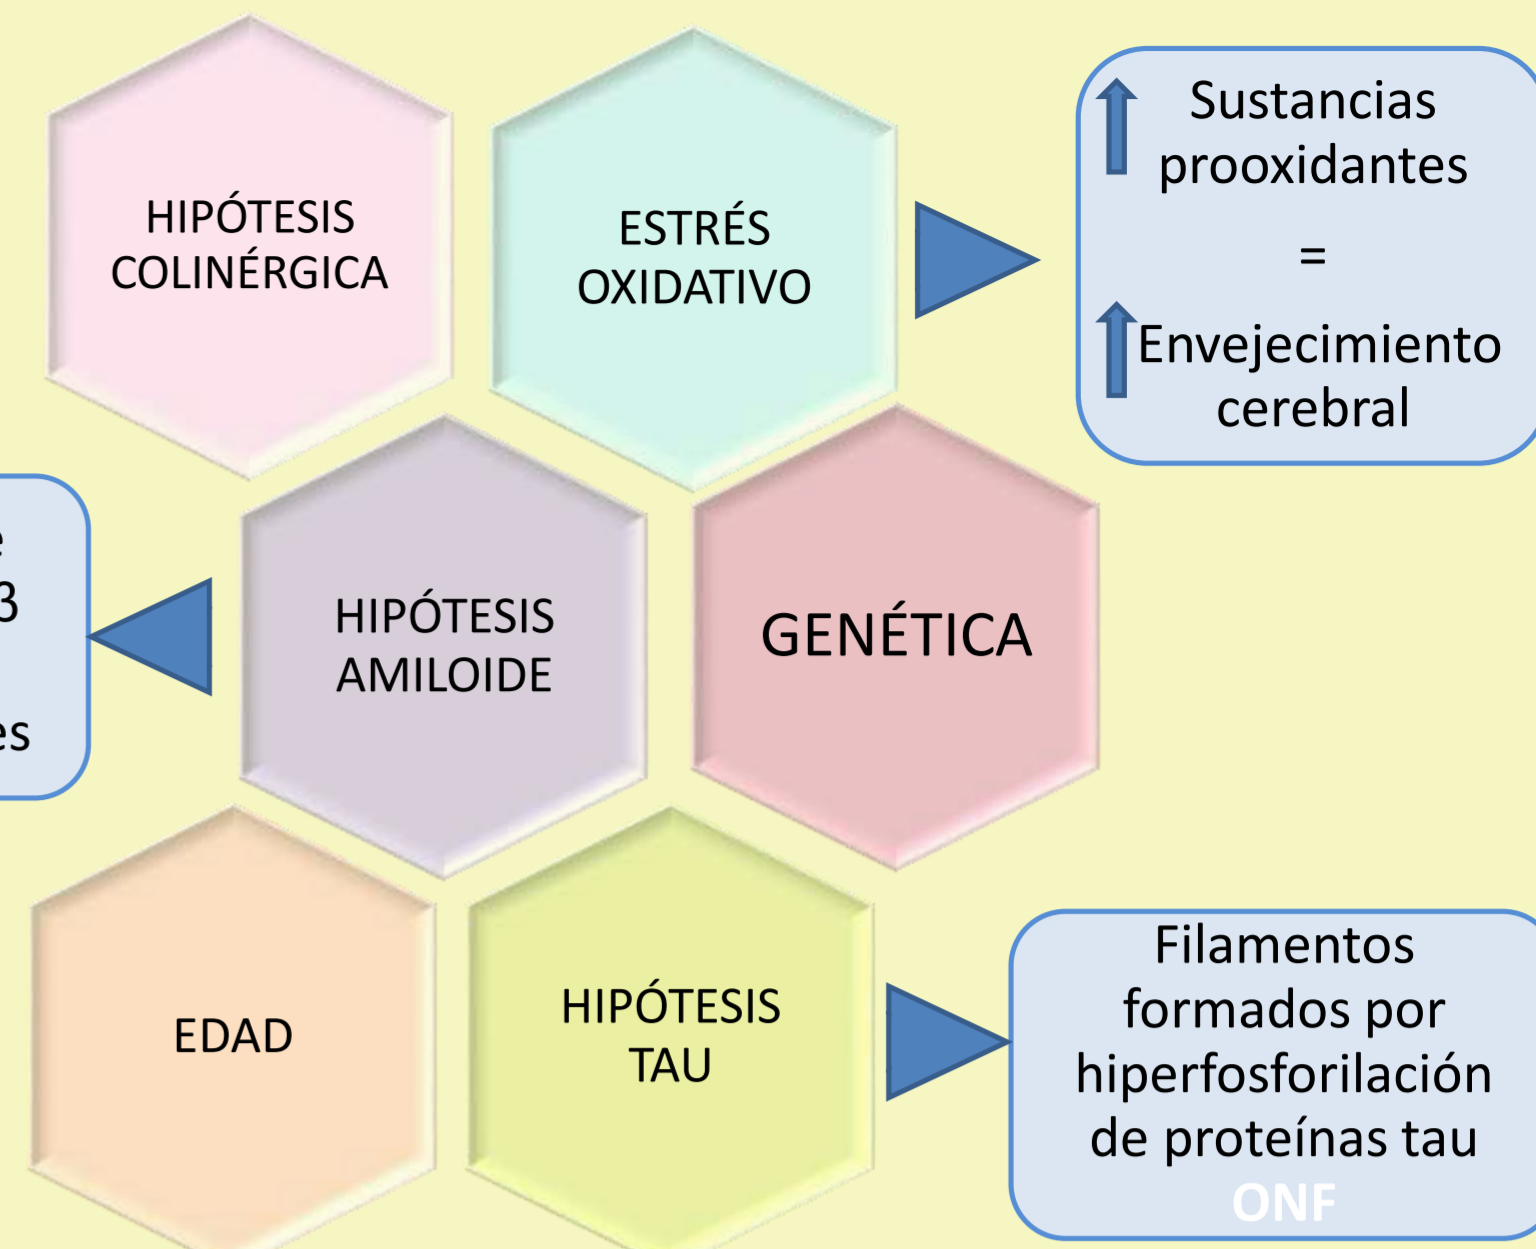 HIPÓTESIS
COLINÉRGICA
ESTRÉS
OXIDATIVO
Sustancias
prooxidantes
=
Envejecimiento
cerebral
HIPÓTESIS
AMILOIDE
GENÉTICA
EDAD
HIPÓTESIS
TAU
Filamentos
formados por
hiperfosforilación
de proteínas tau
ONF